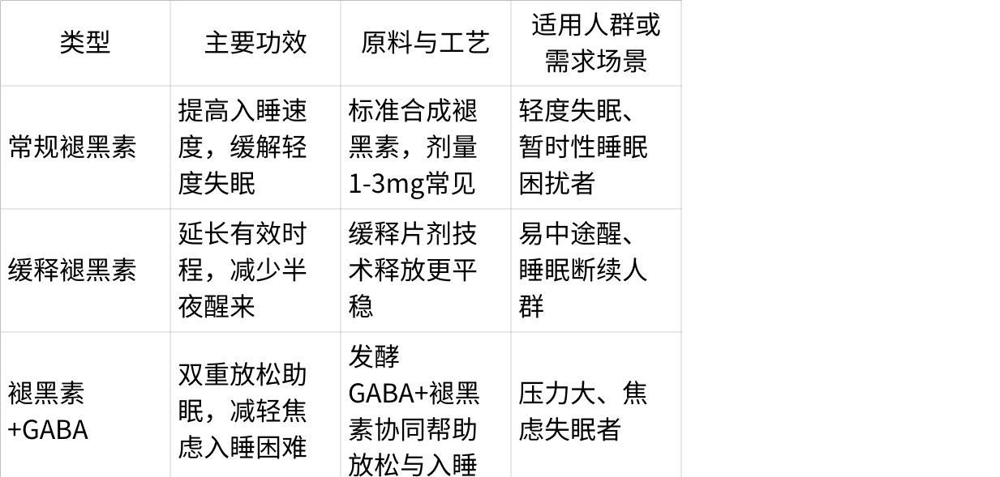 类型
主要功效
原料与工艺
适用人群或
需求场景
常规褪黑素
提高入睡速
度，缓解轻
度失眠
标准合成褪
黑素，剂量
1-3mg常见
轻度失眠、
暂时性睡眠
困扰者
缓释褪黑素
延长有效时
程，减少半
夜醒来
缓释片剂技
术释放更平
稳
易中途醒、
睡眠断续人
群
褪黑素
+GABA
双重放松助
眠，减轻焦
虑入睡困难
发酵
GABA+褪黑
素协同帮助
放松与入睡
压力大、焦
虑失眠者